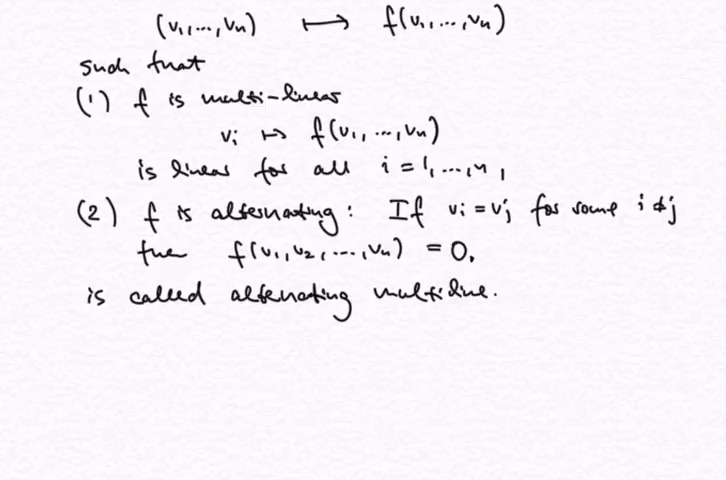 (v₁,...,vₙ) ⟼ f(v₁,...,vₙ)
such that
(1) f is multi-linear
vᵢ ↦ f(v₁,...,vₙ)
is linear for all i = 1,...,n,
(2) f is alternating: If vᵢ = vⱼ for some i ≠ j
then f(v₁,v₂,...,vₙ) = 0.
is called alternating multiline.